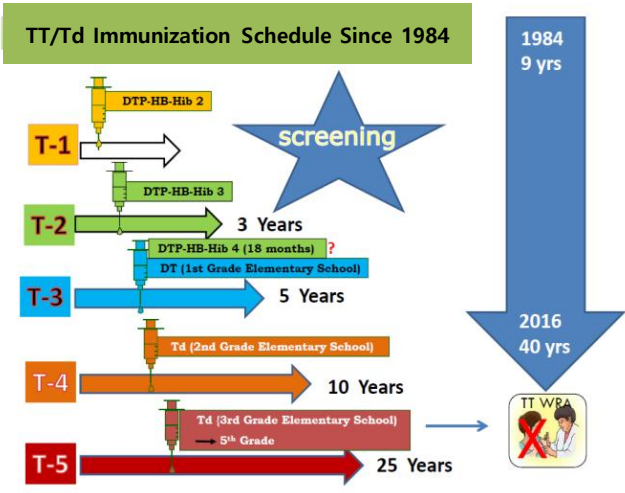 TT/Td Immunization Schedule Since 1984
1984
9 yrs
screening
DTP-HB-Hib 2
T-1
DTP-HB-Hib 3
T-2
3 Years
DTP-HB-Hib 4 (18 months) ?
DT (1st Grade Elementary School)
T-3
5 Years
2016
40 yrs
Td (2nd Grade Elementary School)
T-4
10 Years
TT WRA
X
Td (3rd Grade Elementary School)
5th Grade
T-5
25 Years